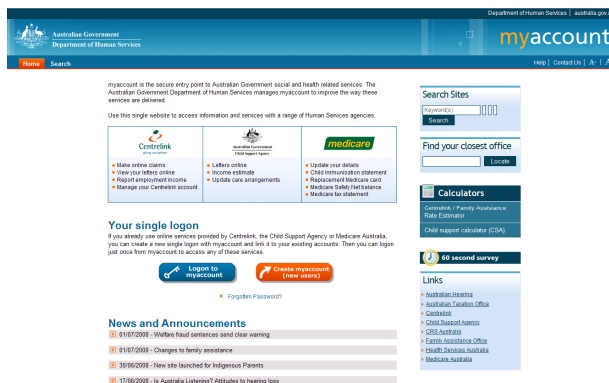 Department of Human Services | australia.gov.
Australian Government
Department of Human Services
myaccount
Home Search
Help | Contact Us | A- | A
myaccount is the secure entry point to Australian Government social and health related services. The
Australian Government Department of Human Services manages myaccount to improve the way these
services are delivered.
Use this single website to access information and services with a range of Human Services agencies.
Centrelink
giving you options
Make online claims
View your letters online
Report employment income
Manage your Centrelink account
Australian Government
Child Support Agency
Letters online
Income estimate
Update care arrangements
medicare
Update your details
Child Immunisation statement
Replacement Medicare card
Medicare Safety Net balance
Medicare tax statement
Your single logon
If you already use online services provided by Centrelink, the Child Support Agency or Medicare Australia,
you can create a new single logon with myaccount and link it to your existing accounts. Then you can logon
just once from myaccount to access any of these services.
Logon to
myaccount
Create myaccount
(new users)
Forgotten Password?
News and Announcements
01/07/2008 - Welfare fraud sentences send clear warning
01/07/2008 - Changes to family assistance
30/06/2008 - New site launched for Indigenous Parents
17/06/2008 - Is Australia Listening? Attitudes to hearing loss
Search Sites
Keyword(s)
Search
Find your closest office
Locate
Calculators
Centrelink / Family Assistance
Rate Estimator
Child support calculator (CSA)
60 second survey
Links
Australian Hearing
Australian Taxation Office
Centrelink
Child Support Agency
CRS Australia
Family Assistance Office
Health Services Australia
Medicare Australia